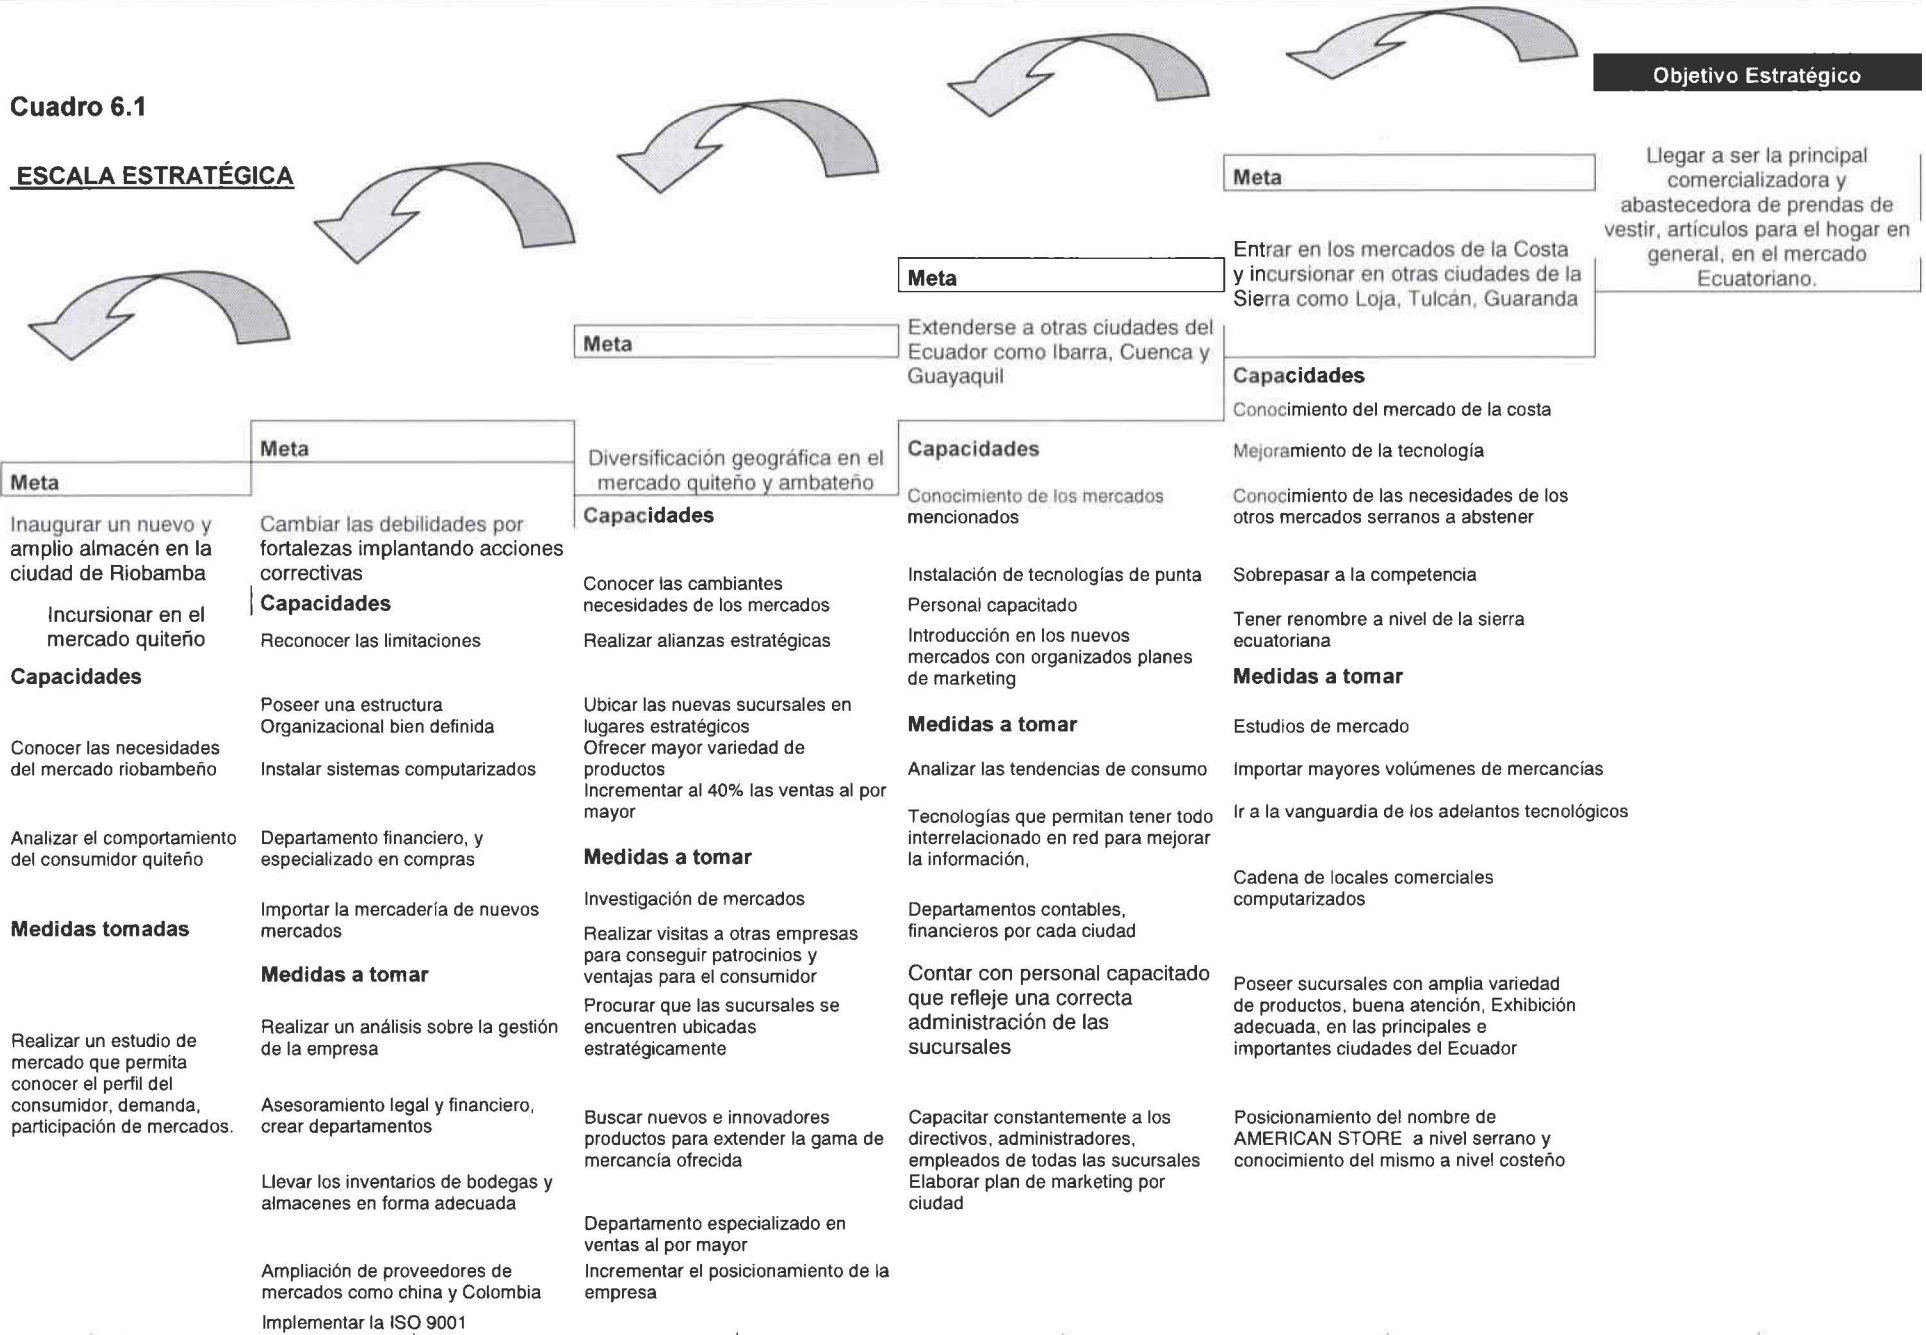 Cuadro 6.1
ESCALA ESTRATÉGICA
Meta
Inaugurar un nuevo y
amplio almacén en la
ciudad de Riobamba
Incursionar en el
mercado quiteño
Capacidades
Conocer las necesidades
del mercado riobambeño
Analizar el comportamiento
del consumidor quiteño
Medidas tomadas
Realizar un estudio de
mercado que permita
conocer el perfil del
consumidor, demanda,
participación de mercados.
Meta
Cambiar las debilidades por
fortalezas implantando acciones
correctivas
Capacidades
Reconocer las limitaciones
Poseer una estructura
Organizacional bien definida
Instalar sistemas computarizados
Departamento financiero, y
especializado en compras
Importar la mercadería de nuevos
mercados
Medidas a tomar
Realizar un análisis sobre la gestión
de la empresa
Asesoramiento legal y financiero,
crear departamentos
Llevar los inventarios de bodegas y
almacenes en forma adecuada
Ampliación de proveedores de
mercados como china y Colombia
Implementar la ISO 9001
Meta
Diversificación geográfica en el
mercado quiteño y ambateño
Capacidades
Conocer las cambiantes
necesidades de los mercados
Realizar alianzas estratégicas
Ubicar las nuevas sucursales en
lugares estratégicos
Ofrecer mayor variedad de
productos
Incrementar al 40% las ventas al por
mayor
Medidas a tomar
Investigación de mercados
Realizar visitas a otras empresas
para conseguir patrocinios y
ventajas para el consumidor
Procurar que las sucursales se
encuentren ubicadas
estratégicamente
Buscar nuevos e innovadores
productos para extender la gama de
mercancía ofrecida
Departamento especializado en
ventas al por mayor
Incrementar el posicionamiento de la
empresa
Meta
Extenderse a otras ciudades del
Ecuador como Ibarra, Cuenca y
Guayaquil
Capacidades
Conocimiento de los mercados
mencionados
Instalación de tecnologías de punta
Personal capacitado
Introducción en los nuevos
mercados con organizados planes
de marketing
Medidas a tomar
Analizar las tendencias de consumo
Tecnologías que permitan tener todo
interrelacionado en red para mejorar
la información,
Departamentos contables,
financieros por cada ciudad
Contar con personal capacitado
que refleje una correcta
administración de las
sucursales
Capacitar constantemente a los
directivos, administradores,
empleados de todas las sucursales
Elaborar plan de marketing por
ciudad
Meta
Entrar en los mercados de la Costa
y incursionar en otras ciudades de la
Sierra como Loja, Tulcán, Guaranda
Capacidades
Conocimiento del mercado de la costa
Mejoramiento de la tecnología
Conocimiento de las necesidades de los
otros mercados serranos a abstener
Sobrepasar a la competencia
Tener renombre a nivel de la sierra
ecuatoriana
Medidas a tomar
Estudios de mercado
Importar mayores volúmenes de mercancías
Ir a la vanguardia de los adelantos tecnológicos
Cadena de locales comerciales
computarizados
Poseer sucursales con amplia variedad
de productos, buena atención, Exhibición
adecuada, en las principales e
importantes ciudades del Ecuador
Posicionamiento del nombre de
AMERICAN STORE a nivel serrano y
conocimiento del mismo a nivel costeño
Objetivo Estratégico
Llegar a ser la principal
comercializadora y
abastecedora de prendas de
vestir, artículos para el hogar en
general, en el mercado
Ecuatoriano.